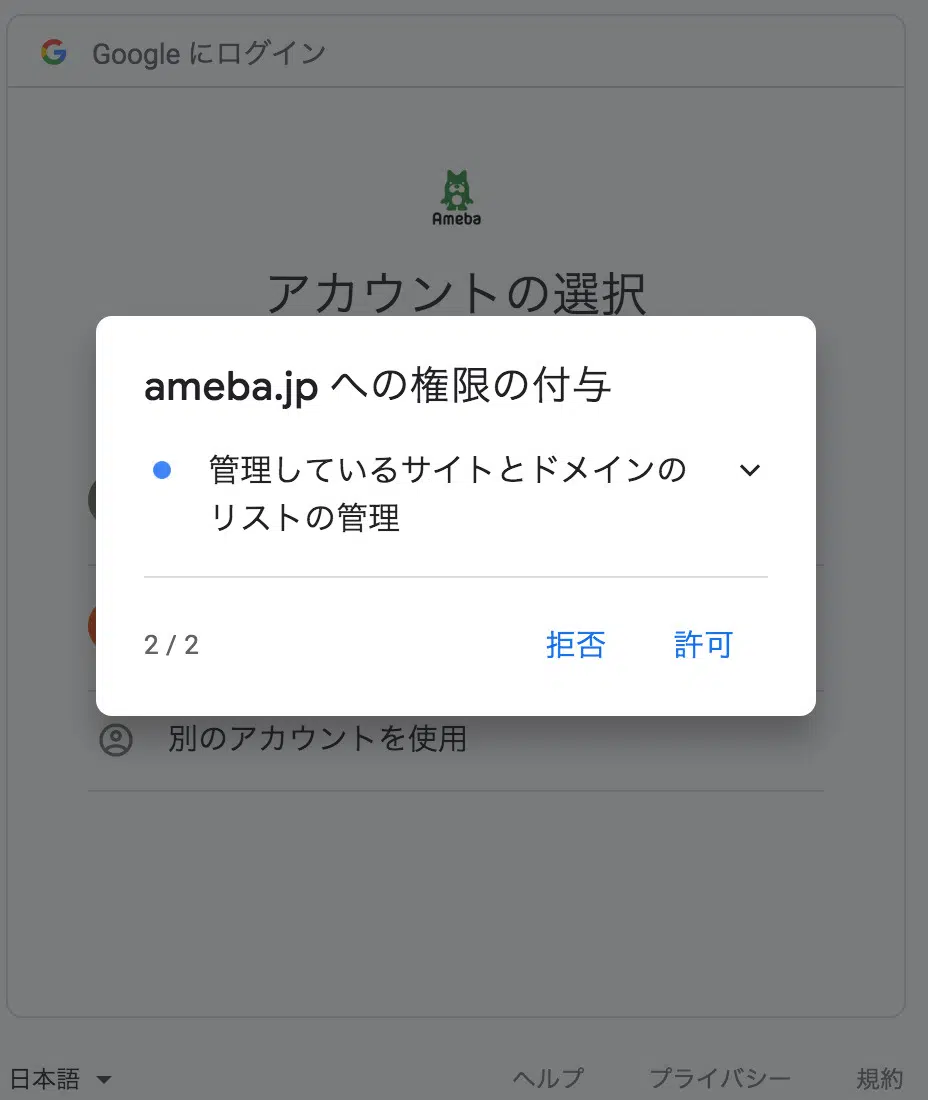 Google にログイン
Ameba
アカウントの選択
ameba.jp への権限の付与
管理しているサイトとドメインの
リストの管理
2 / 2
拒否
許可
別のアカウントを使用
日本語
ヘルプ
プライバシー
規約